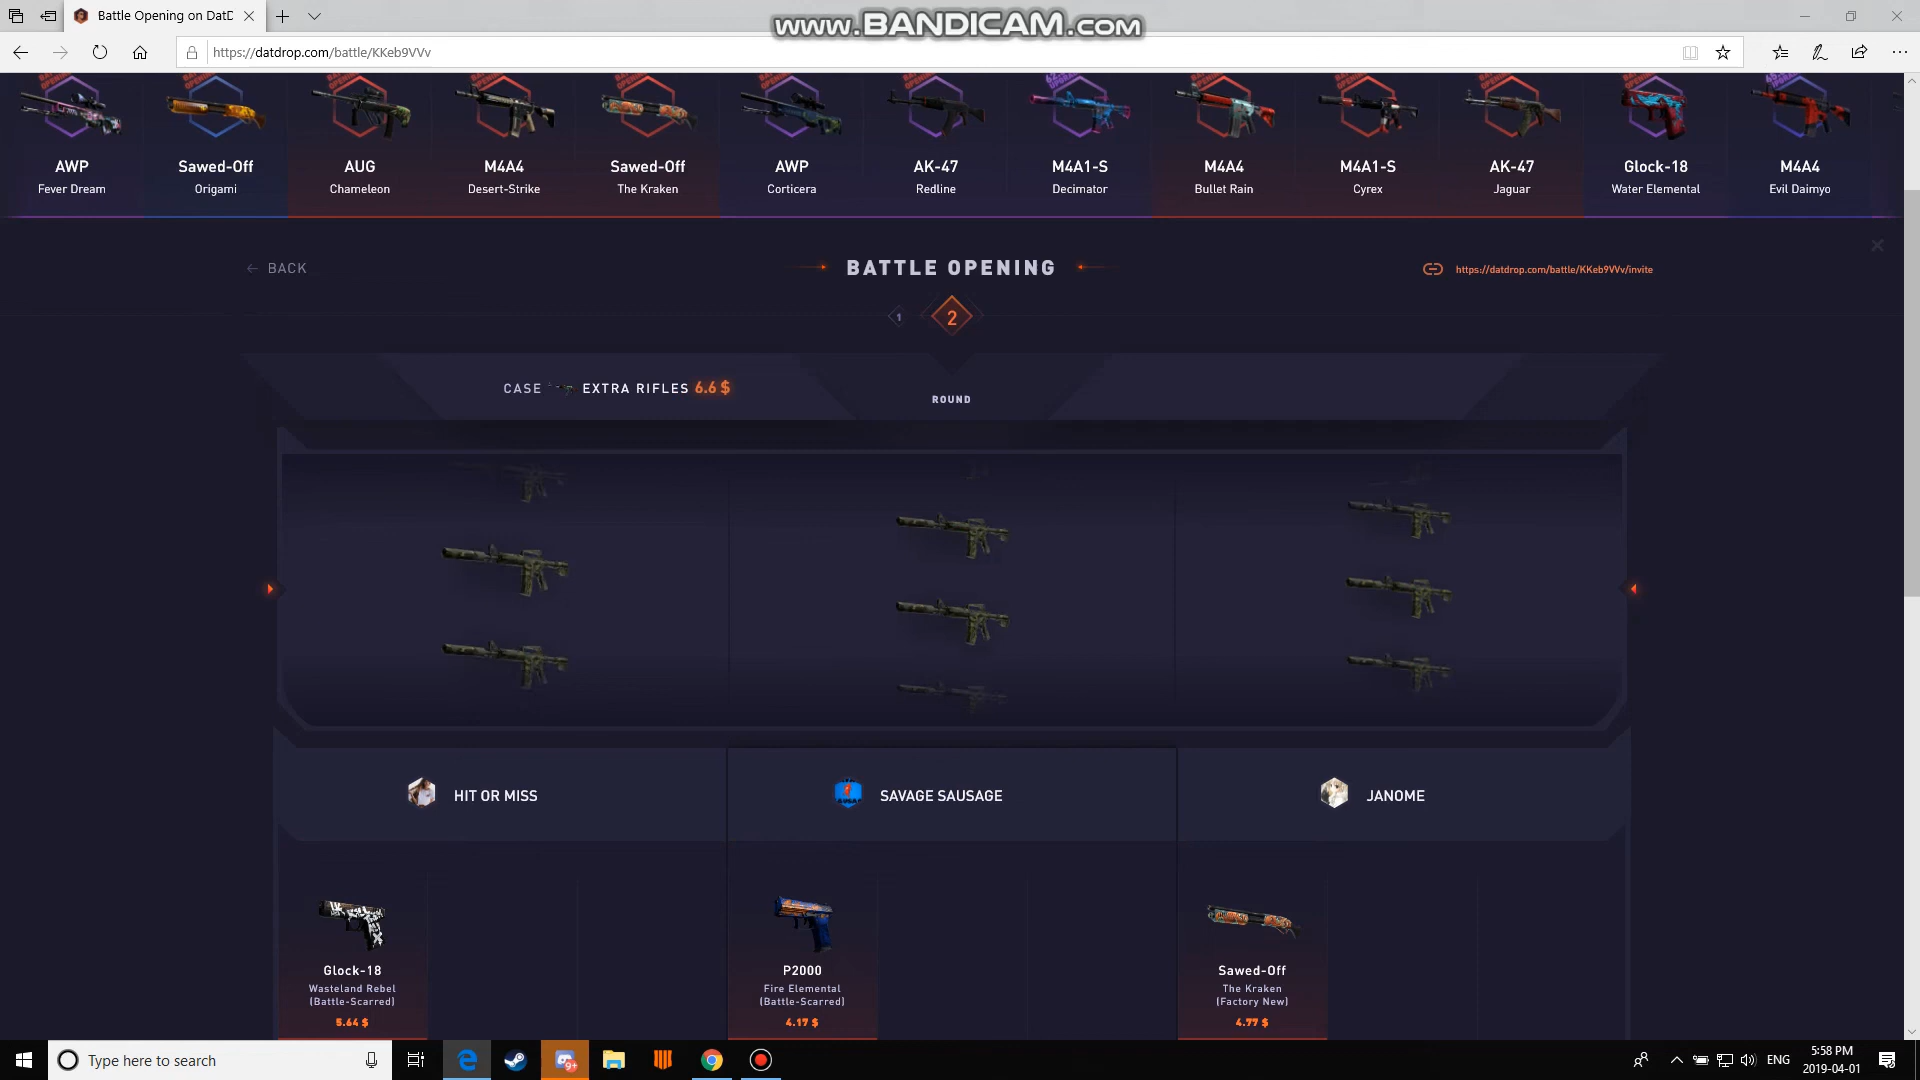 Battle Opening on DatD
www.BANDICAM.com
https://datdrop.com/battle/KKeb9VVv
AWP
Fever Dream
Sawed-Off
Origami
AUG
Chameleon
M4A4
Desert-Strike
Sawed-Off
The Kraken
AWP
Corticera
AK-47
Redline
M4A1-S
Decimator
M4A4
Bullet Rain
M4A1-S
Cyrex
AK-47
Jaguar
Glock-18
Water Elemental
M4A4
Evil Daimyo
BACK
BATTLE OPENING
https://datdrop.com/battle/KKeb9VVv/invite
1
2
CASE EXTRA RIFLES 6.6 $
ROUND
HIT OR MISS
SAVAGE SAUSAGE
JANOME
Glock-18
Wasteland Rebel
(Battle-Scarred)
5.64 $
P2000
Fire Elemental
(Battle-Scarred)
4.17 $
Sawed-Off
The Kraken
(Factory New)
4.77 $
Type here to search
9+
ENG
5:58 PM
2019-04-01